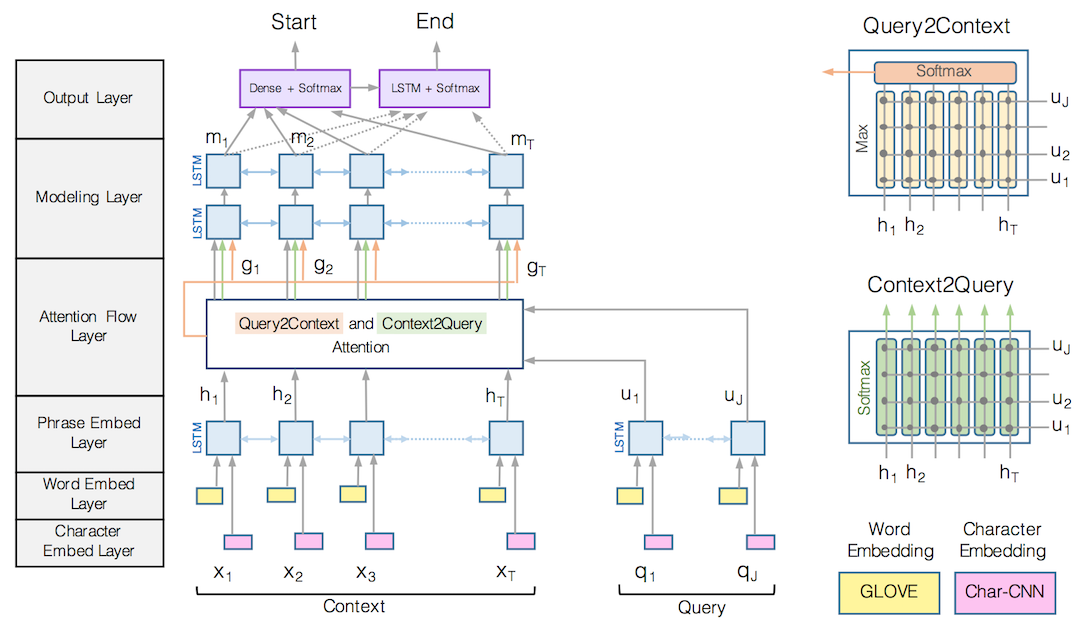 Start End
Output Layer
Dense + Softmax
LSTM + Softmax
m1 m2 mT
Modeling Layer
LSTM
LSTM
g1 g2 gT
Attention Flow
Layer
Query2Context and Context2Query
Attention
h1 h2 hT
u1 uJ
Phrase Embed
Layer
LSTM
LSTM
Word Embed
Layer
Character
Embed Layer
x1 x2 x3 xT
q1 qJ
Context
Query
Query2Context
Softmax
Max
uJ
u2
u1
h1 h2 hT
Context2Query
Softmax
uJ
u2
u1
h1 h2 hT
Word
Embedding
GLOVE
Character
Embedding
Char-CNN